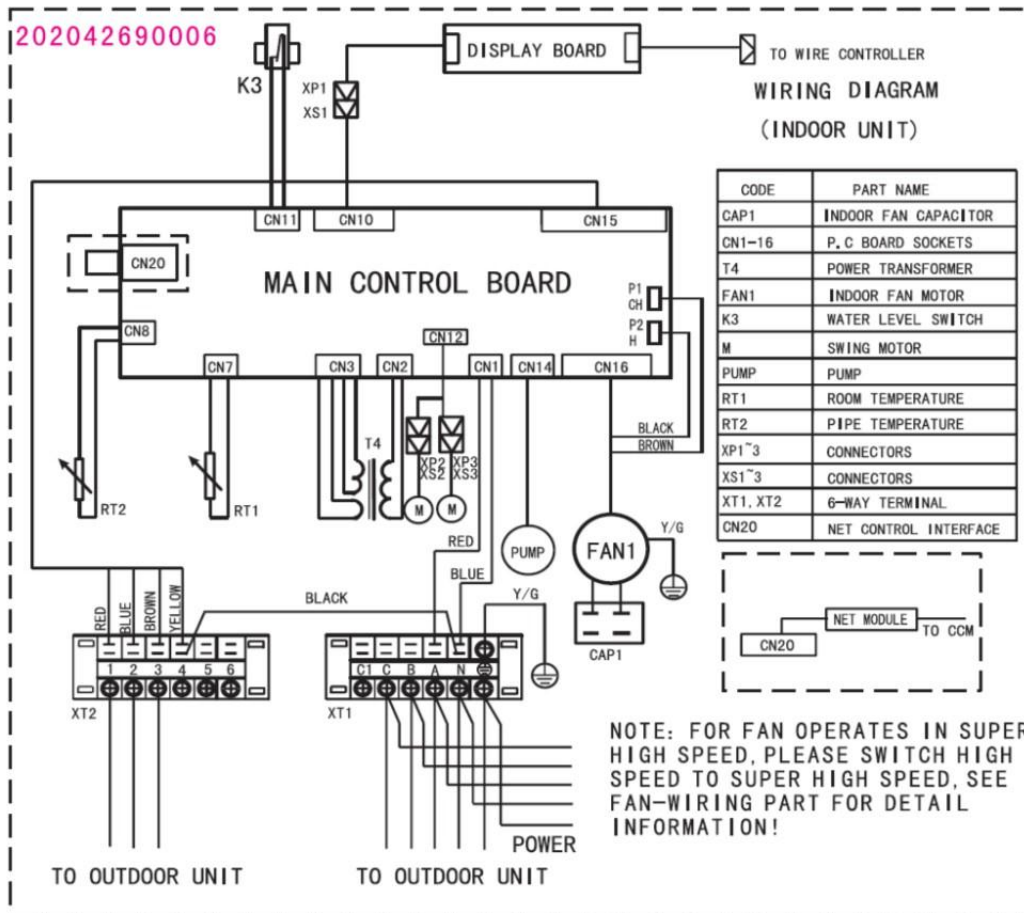 202042690006
K3
XP1
XS1
DISPLAY BOARD
TO WIRE CONTROLLER
WIRING DIAGRAM
(INDOOR UNIT)
CN11
CN10
CN15
CN20
MAIN CONTROL BOARD
P1
CH
P2
H
CN8
CN12
CN7
CN3
CN2
CN1
CN14
CN16
CODE PART NAME
CAP1 INDOOR FAN CAPACITOR
CN1-16 P.C BOARD SOCKETS
T4 POWER TRANSFORMER
FAN1 INDOOR FAN MOTOR
K3 WATER LEVEL SWITCH
M SWING MOTOR
PUMP PUMP
RT1 ROOM TEMPERATURE
RT2 PIPE TEMPERATURE
XP1~3 CONNECTORS
XS1~3 CONNECTORS
XT1, XT2 6-WAY TERMINAL
CN20 NET CONTROL INTERFACE
BLACK
BROWN
T4
XP2 XP3
XS2 XS3
M M
RT2
RT1
RED
BLUE
PUMP
FAN1
Y/G
Y/G
CAP1
RED
BLUE
BROWN
YELLOW
BLACK
1 2 3 4 5 6
C1 C B A N
XT2
XT1
NET MODULE
TO CCM
CN20
NOTE: FOR FAN OPERATES IN SUPER
HIGH SPEED, PLEASE SWITCH HIGH
SPEED TO SUPER HIGH SPEED, SEE
FAN-WIRING PART FOR DETAIL
INFORMATION!
POWER
TO OUTDOOR UNIT
TO OUTDOOR UNIT